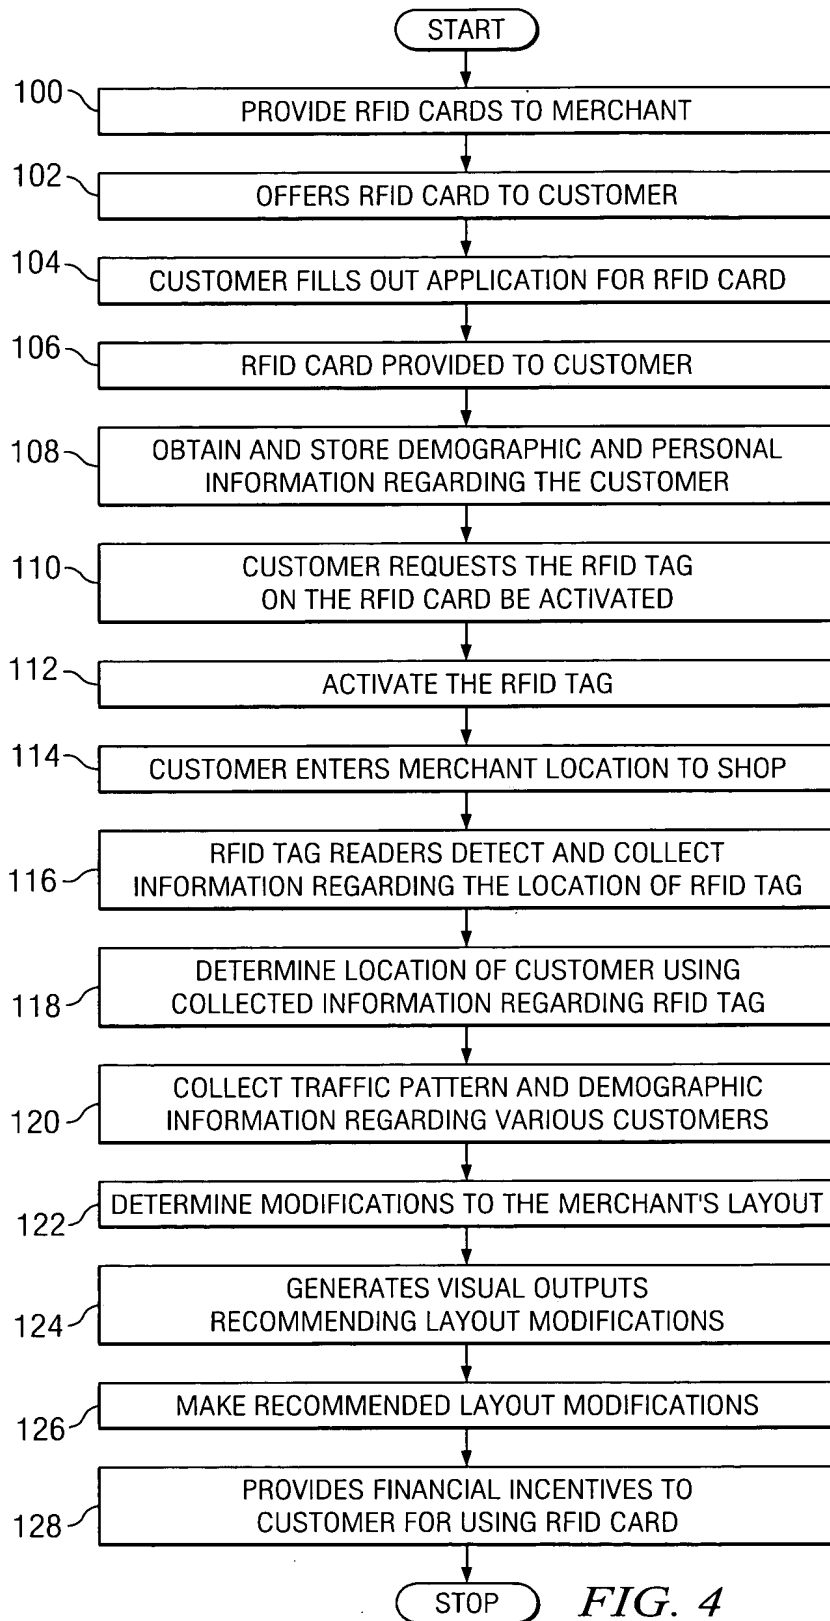 START
100
PROVIDE RFID CARDS TO MERCHANT
102
OFFERS RFID CARD TO CUSTOMER
104
CUSTOMER FILLS OUT APPLICATION FOR RFID CARD
106
RFID CARD PROVIDED TO CUSTOMER
108
OBTAIN AND STORE DEMOGRAPHIC AND PERSONAL
INFORMATION REGARDING THE CUSTOMER
110
CUSTOMER REQUESTS THE RFID TAG
ON THE RFID CARD BE ACTIVATED
112
ACTIVATE THE RFID TAG
114
CUSTOMER ENTERS MERCHANT LOCATION TO SHOP
116
RFID TAG READERS DETECT AND COLLECT
INFORMATION REGARDING THE LOCATION OF RFID TAG
118
DETERMINE LOCATION OF CUSTOMER USING
COLLECTED INFORMATION REGARDING RFID TAG
120
COLLECT TRAFFIC PATTERN AND DEMOGRAPHIC
INFORMATION REGARDING VARIOUS CUSTOMERS
122
DETERMINE MODIFICATIONS TO THE MERCHANT'S LAYOUT
124
GENERATES VISUAL OUTPUTS
RECOMMENDING LAYOUT MODIFICATIONS
126
MAKE RECOMMENDED LAYOUT MODIFICATIONS
128
PROVIDES FINANCIAL INCENTIVES TO
CUSTOMER FOR USING RFID CARD
STOP
FIG. 4